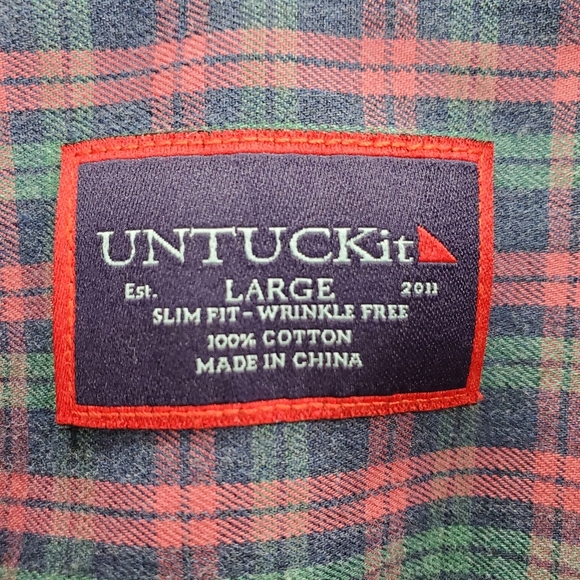 UNTUCKit
Est. LARGE 2011
SLIM FIT - WRINKLE FREE
100% COTTON
MADE IN CHINA